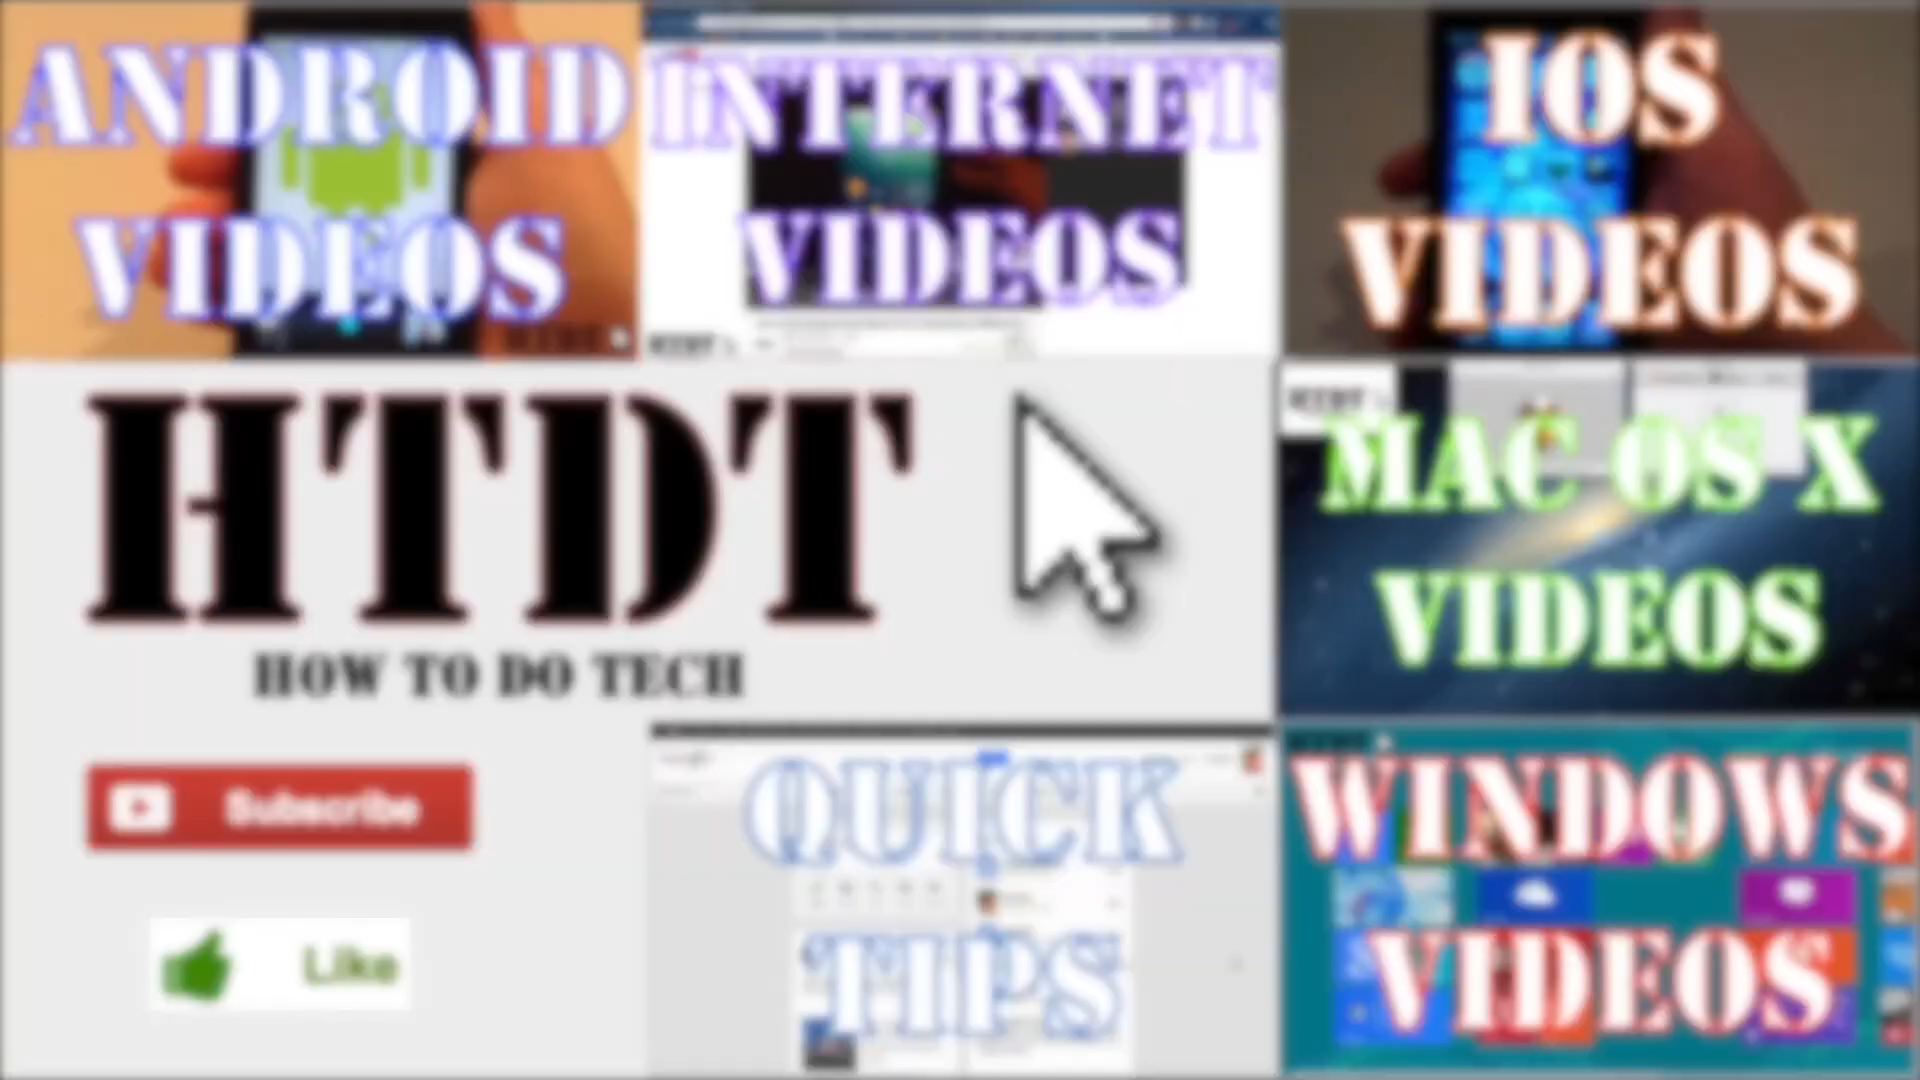 ANDROID
VIDEOS
INTERNET
VIDEOS
IOS
VIDEOS
HTDT
HOW TO DO TECH
MAC OS X
VIDEOS
Subscribe
Like
QUICK
TIPS
WINDOWS
VIDEOS